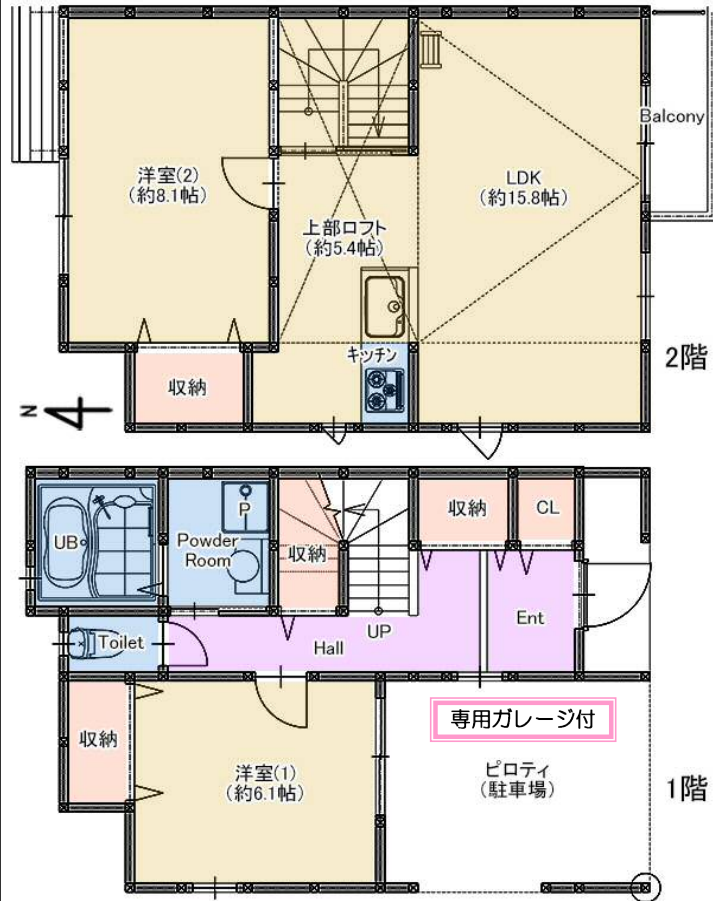 Balcony
洋室(2)
(約8.1帖)
LDK
(約15.8帖)
上部ロフト
(約5.4帖)
キッチン
収納
2階
N
UB
P
Powder
Room
収納
収納
CL
Toilet
Hall
UP
Ent
収納
洋室(1)
(約6.1帖)
専用ガレージ付
ピロティ
(駐車場)
1階